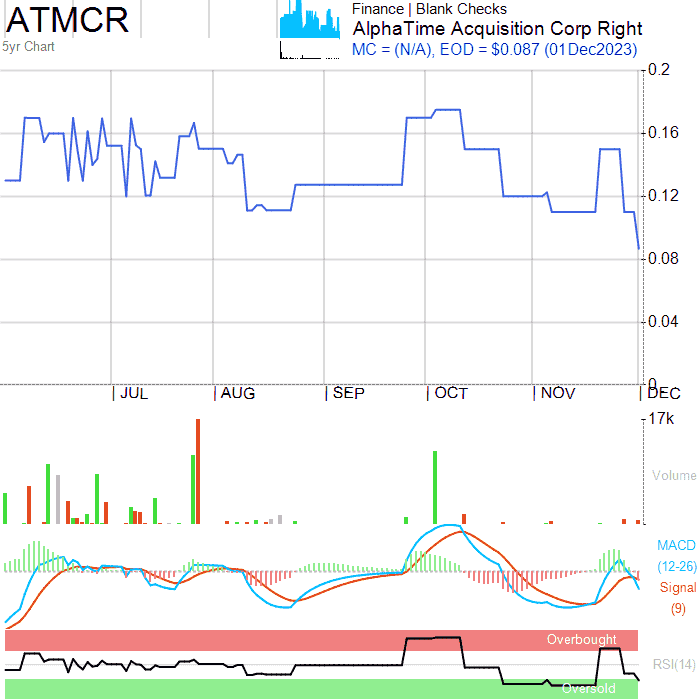 ATMCR
5yr Chart
Finance | Blank Checks
AlphaTime Acquisition Corp Right
MC = (N/A), EOD = $0.087 (01Dec2023)
0.2
0.16
0.12
0.08
0.04
0
JUL
AUG
SEP
OCT
NOV
DEC
17k
Volume
MACD
(12-26)
Signal
(9)
Overbought
RSI(14)
Oversold